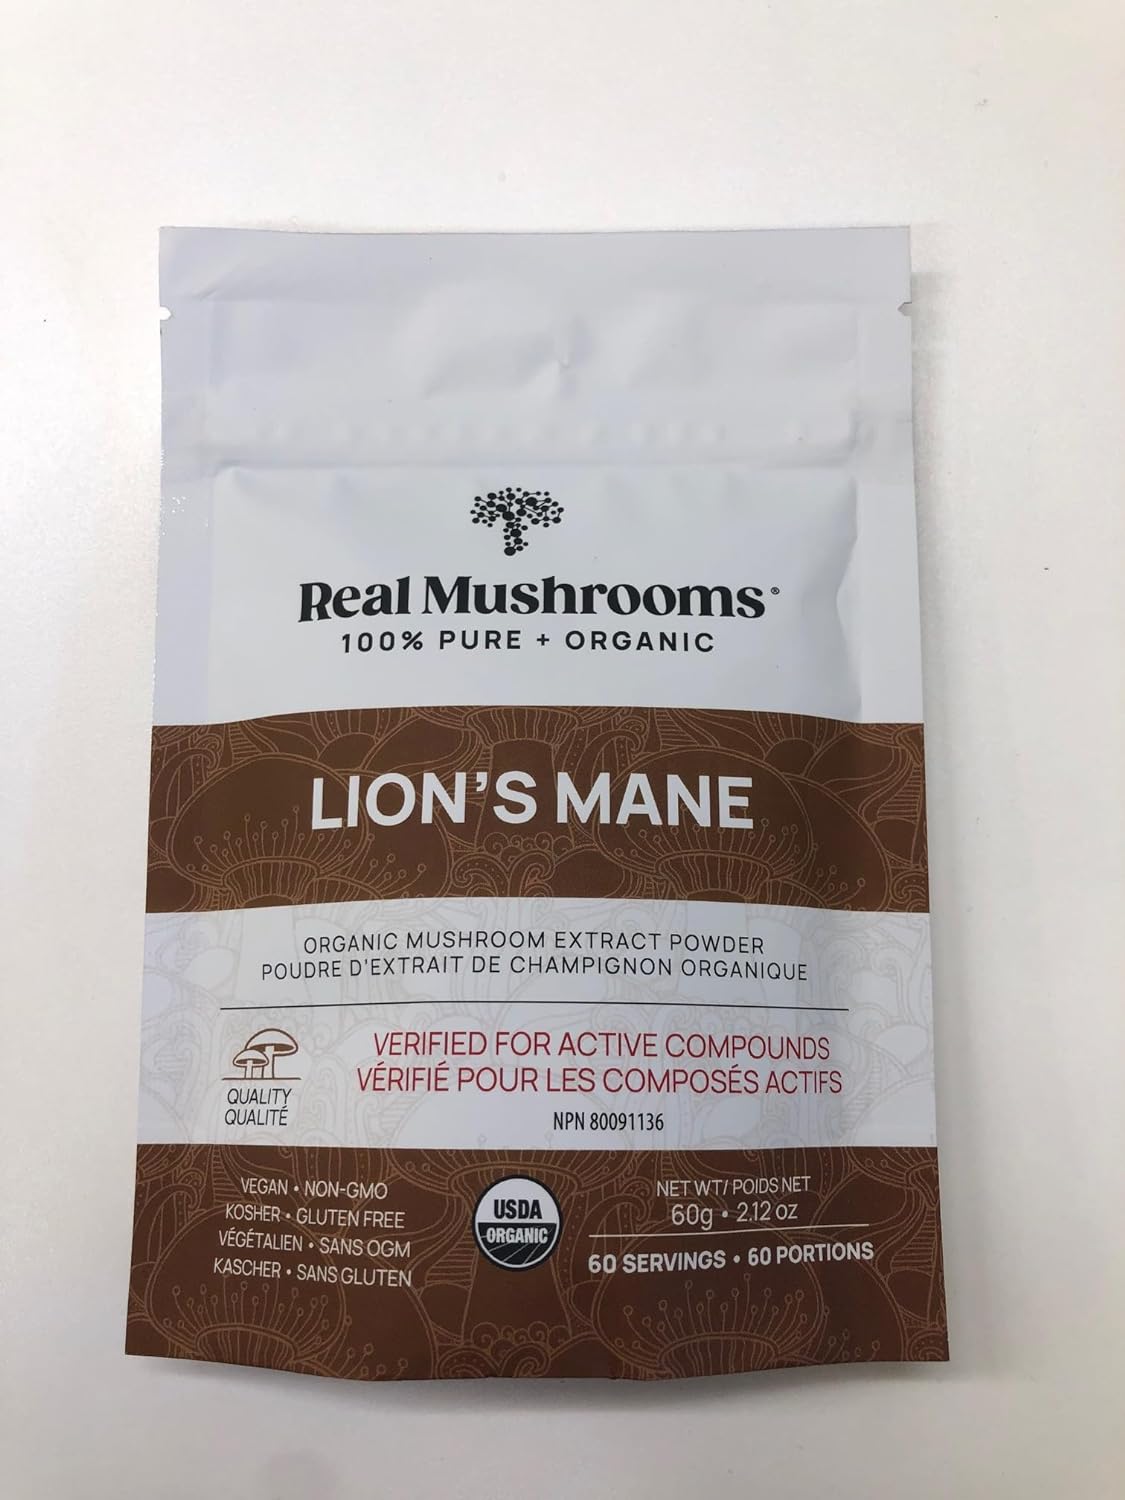 Real Mushrooms®
100% PURE + ORGANIC
LION'S MANE
ORGANIC MUSHROOM EXTRACT POWDER
POUDRE D'EXTRAIT DE CHAMPIGNON ORGANIQUE
QUALITY
QUALITÉ
VERIFIED FOR ACTIVE COMPOUNDS
VÉRIFIÉ POUR LES COMPOSÉS ACTIFS
NPN 80091136
VEGAN • NON-GMO
KOSHER • GLUTEN FREE
VÉGÉTALIEN • SANS OGM
KASCHER • SANS GLUTEN
USDA
ORGANIC
NET WT/ POIDS NET
60g • 2.12 oz
60 SERVINGS • 60 PORTIONS